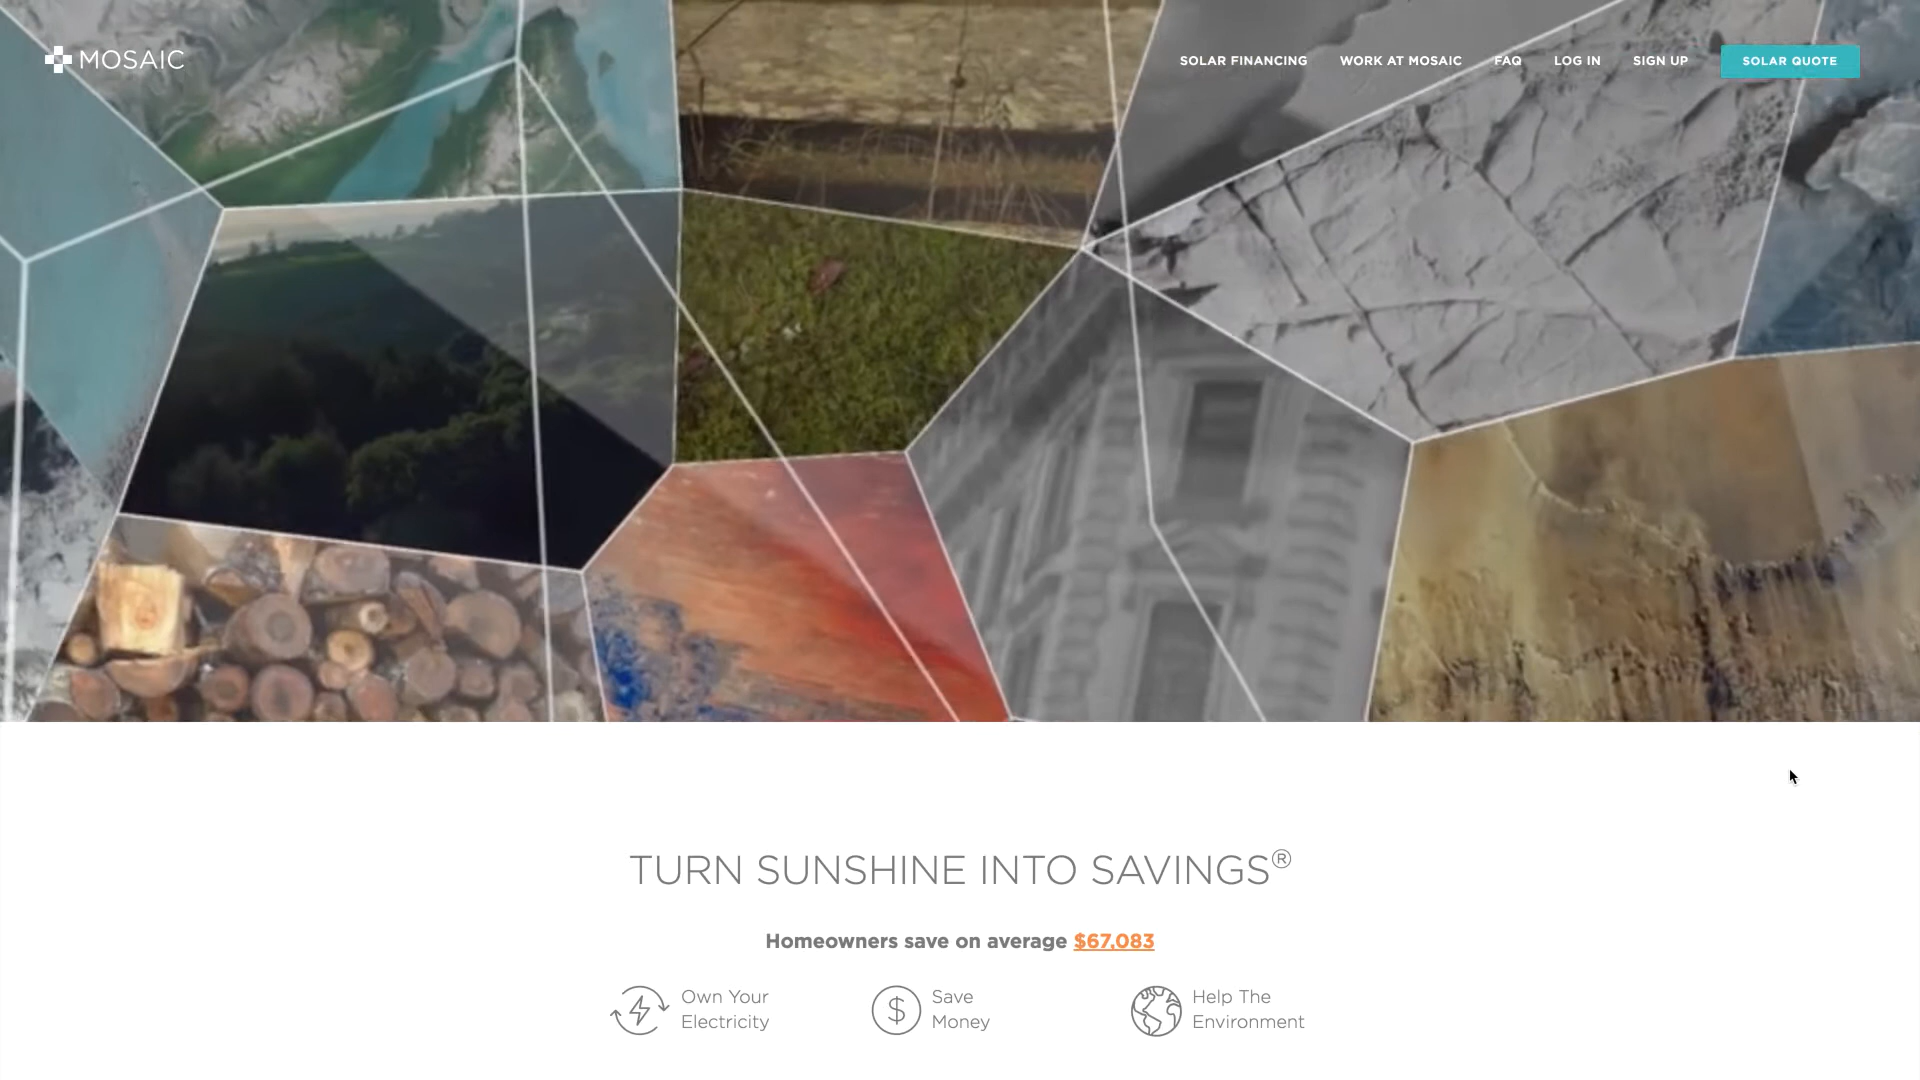 MOSAIC
SOLAR FINANCING WORK AT MOSAIC FAQ LOG IN SIGN UP SOLAR QUOTE
TURN SUNSHINE INTO SAVINGS®
Homeowners save on average $67,083
Own Your
Electricity
Save
Money
Help The
Environment